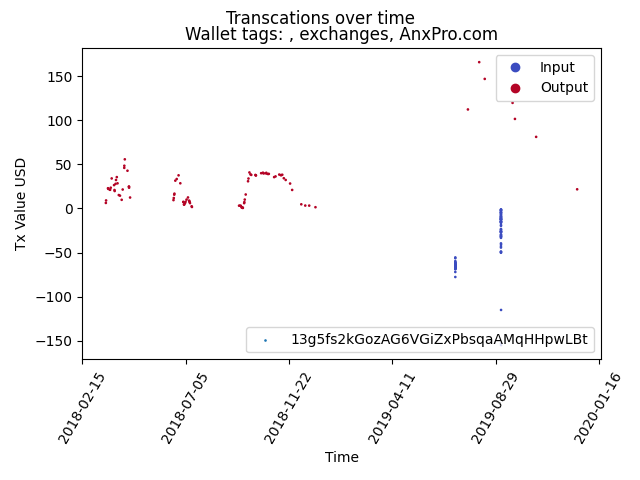 Transcations over time
Wallet tags: , exchanges, AnxPro.com
Input
Output
150
100
50
0
−50
−100
−150
Tx Value USD
13g5fs2kGozAG6VGiZxPbsqaAMqHHpwLBt
2018-02-15
2018-07-05
2018-11-22
2019-04-11
2019-08-29
2020-01-16
Time